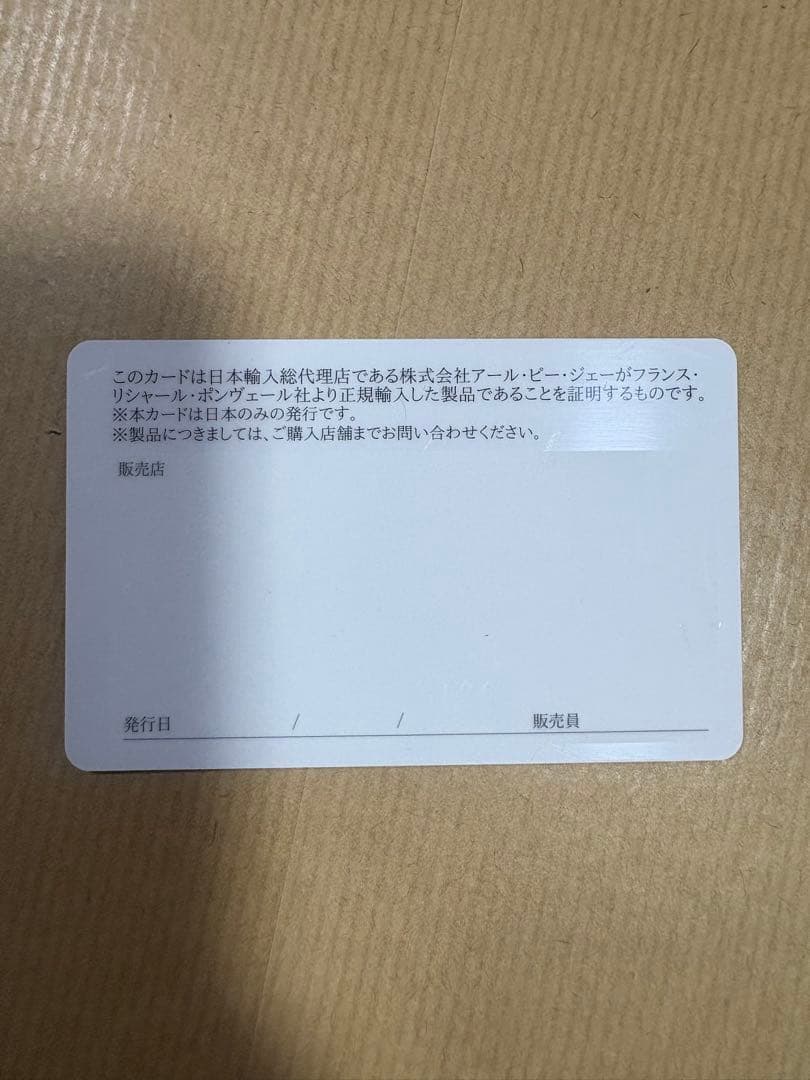 このカードは日本輸入総代理店である株式会社アール・ピー・ジェーがフランス・
リシャール・ポンヴェール社より正規輸入した製品であることを証明するものです。
※本カードは日本のみの発行です。
※製品につきましては、ご購入店舗までお問い合わせください。
販売店
発行日 / / 販売員